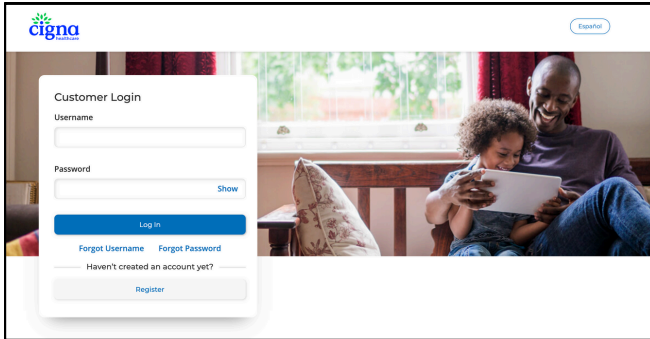 cigna
healthcare
Español
Customer Login
Username
Password
Show
Log In
Forgot Username Forgot Password
Haven't created an account yet?
Register